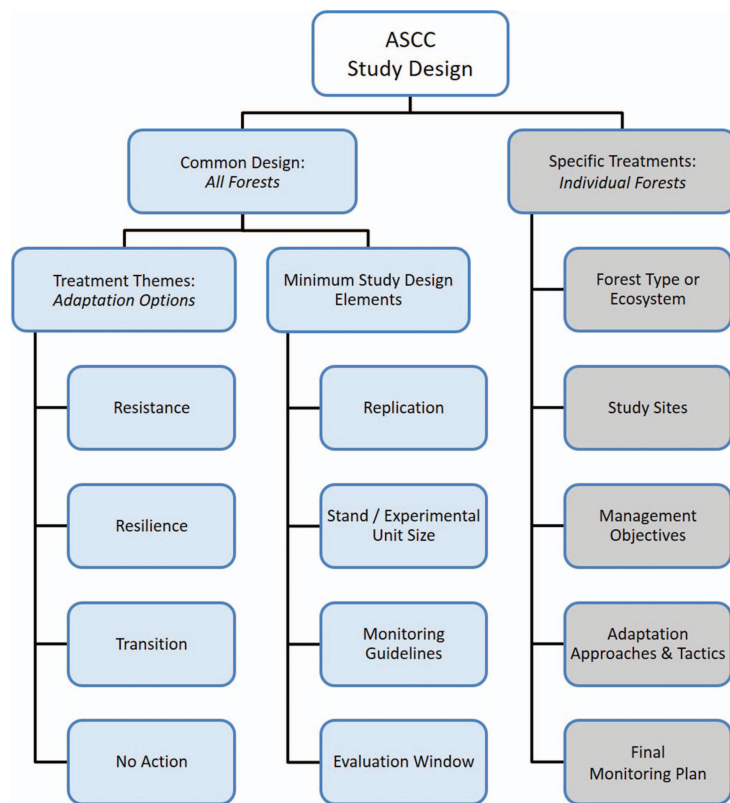 ASCC
Study Design
Common Design:
All Forests
Specific Treatments:
Individual Forests
Treatment Themes:
Adaptation Options
Minimum Study Design
Elements
Forest Type or
Ecosystem
Resistance
Replication
Study Sites
Resilience
Stand / Experimental
Unit Size
Management
Objectives
Transition
Monitoring
Guidelines
Adaptation
Approaches & Tactics
No Action
Evaluation Window
Final
Monitoring Plan